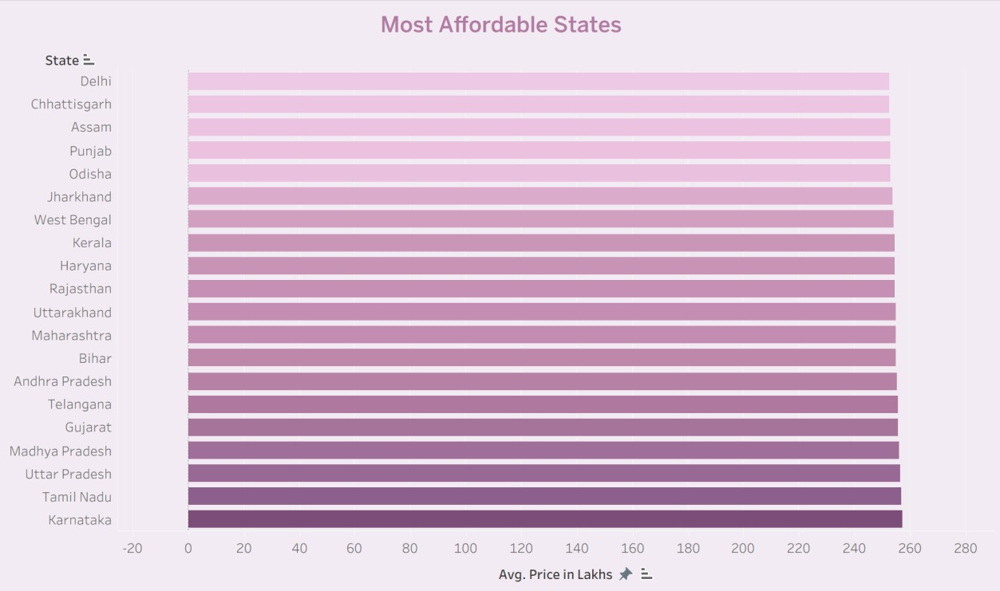 Most Affordable States
State
Delhi
Chhattisgarh
Assam
Punjab
Odisha
Jharkhand
West Bengal
Kerala
Haryana
Rajasthan
Uttarakhand
Maharashtra
Bihar
Andhra Pradesh
Telangana
Gujarat
Madhya Pradesh
Uttar Pradesh
Tamil Nadu
Karnataka
-20 0 20 40 60 80 100 120 140 160 180 200 220 240 260 280
Avg. Price in Lakhs